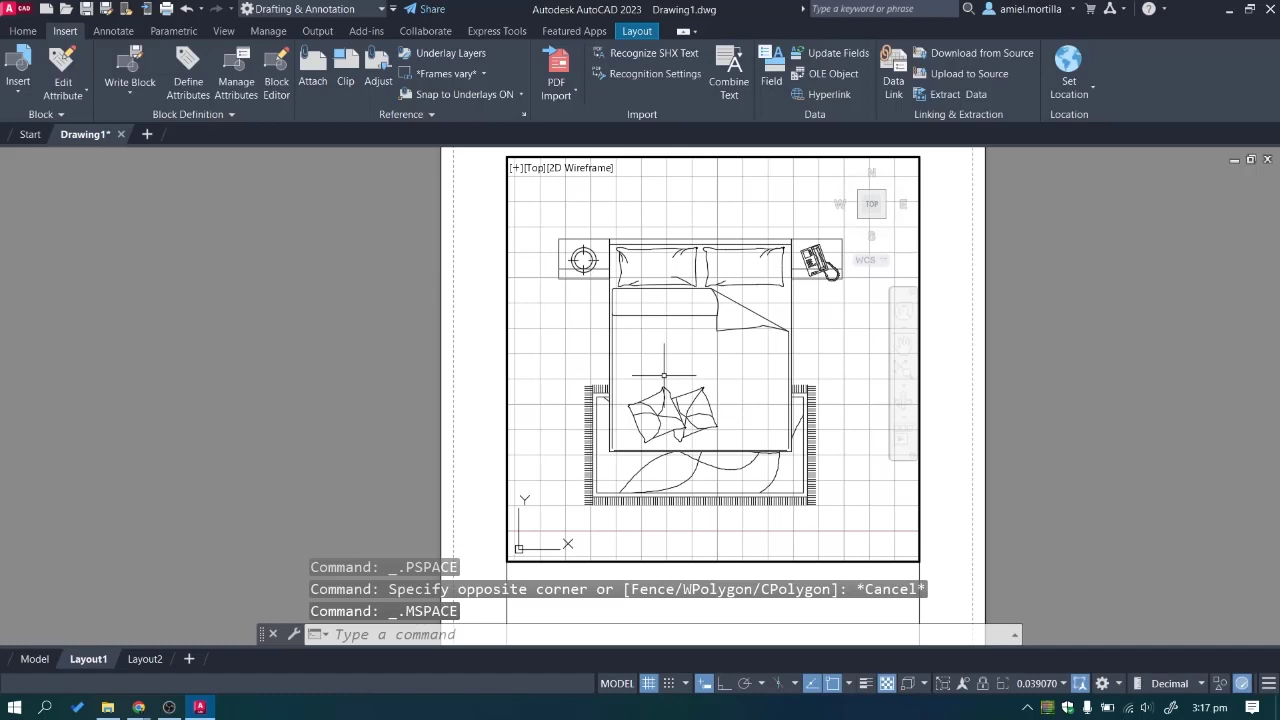 CAD
Drafting & Annotation
Share
Autodesk AutoCAD 2023 Drawing1.dwg
Type a keyword or phrase
amiel.mortilla
Home Insert Annotate Parametric View Manage Output Add-ins Collaborate Express Tools Featured Apps Layout
Insert
Edit
Attribute
Write Block
Define
Attributes
Manage
Attributes
Block
Editor
Attach
Clip
Adjust
Underlay Layers
*Frames vary*
Snap to Underlays ON
PDF
Import
Recognize SHX Text
Recognition Settings
Combine
Text
Field
Update Fields
OLE Object
Hyperlink
Data
Link
Download from Source
Upload to Source
Extract Data
Set
Location
Block Block Definition Reference Import Data Linking & Extraction Location
Start Drawing1*
[+][Top][2D Wireframe]
N
W TOP E
S
WCS
Y
X
Command: _.PSPACE
Command: Specify opposite corner or [Fence/WPolygon/CPolygon]: *Cancel*
Command: _.MSPACE
Type a command
Model Layout1 Layout2
MODEL 0.039070 Decimal
3:17 pm